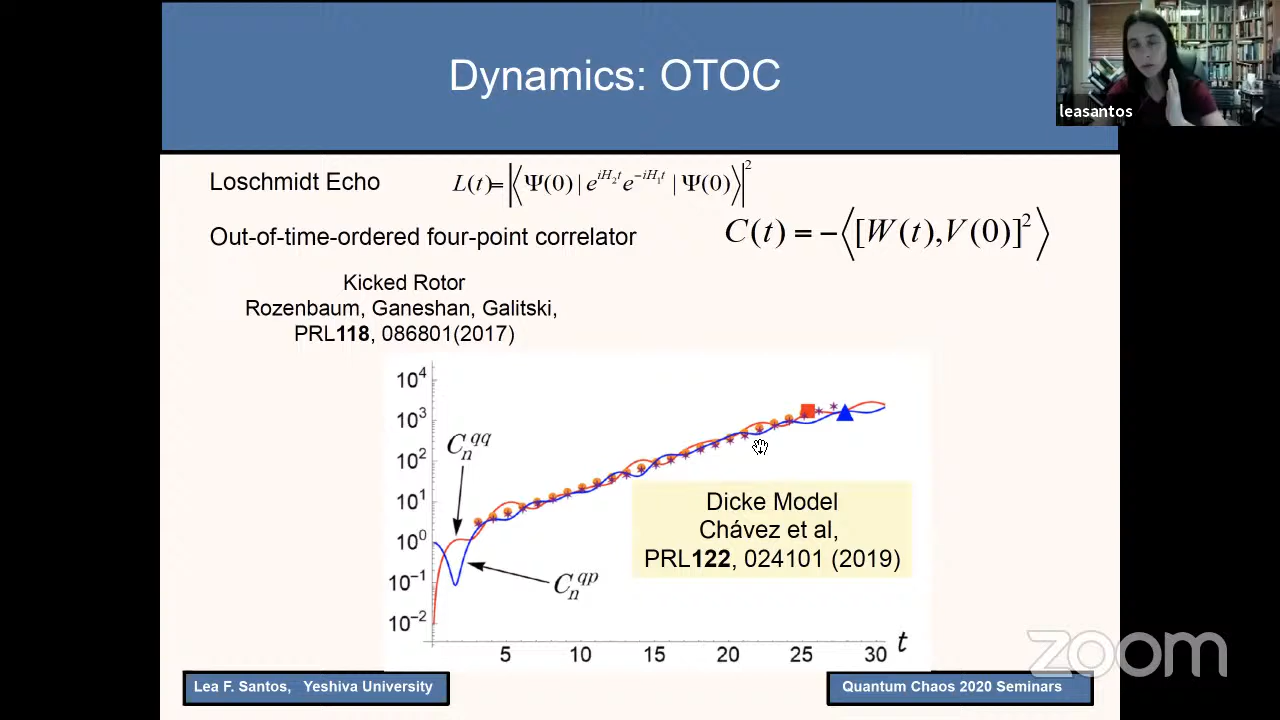 Dynamics: OTOC
leasantos
Loschmidt Echo
L(t)=|⟨Ψ(0) | e^{iH_2t} e^{-iH_1t} | Ψ(0)⟩|^2
Out-of-time-ordered four-point correlator
C(t) = −⟨[W(t),V(0)]^2⟩
Kicked Rotor
Rozenbaum, Ganeshan, Galitski,
PRL118, 086801(2017)
10^4
10^3
10^2
10^1
10^0
10^-1
10^-2
C_n^{qq}
C_n^{qp}
Dicke Model
Chávez et al,
PRL122, 024101 (2019)
5 10 15 20 25 30 t
zoom
Lea F. Santos, Yeshiva University
Quantum Chaos 2020 Seminars